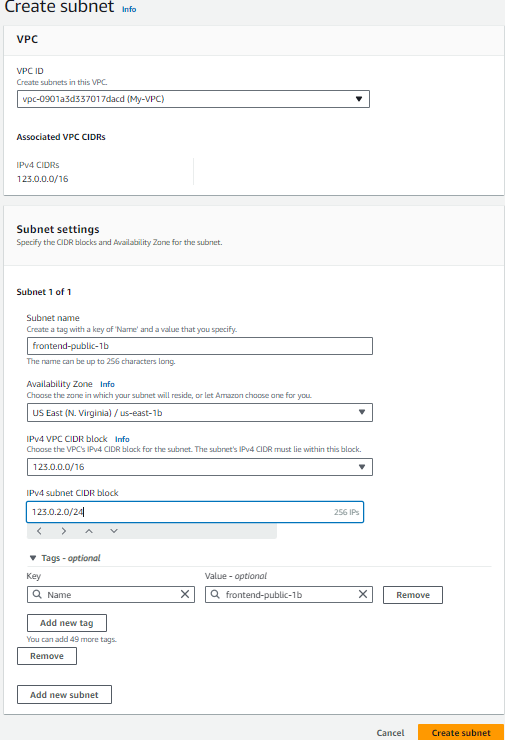 Create subnet Info
VPC
VPC ID
Create subnets in this VPC.
vpc-0901a3d337017dacd (My-VPC)
Associated VPC CIDRs
IPv4 CIDRs
123.0.0.0/16
Subnet settings
Specify the CIDR blocks and Availability Zone for the subnet.
Subnet 1 of 1
Subnet name
Create a tag with a key of 'Name' and a value that you specify.
frontend-public-1b
The name can be up to 256 characters long.
Availability Zone Info
Choose the zone in which your subnet will reside, or let Amazon choose one for you.
US East (N. Virginia) / us-east-1b
IPv4 VPC CIDR block Info
Choose the VPC's IPv4 CIDR block for the subnet. The subnet's IPv4 CIDR must lie within this block.
123.0.0.0/16
IPv4 subnet CIDR block
123.0.2.0/24 256 IPs
Tags - optional
Key Value - optional
Name frontend-public-1b Remove
Add new tag
You can add 49 more tags.
Remove
Add new subnet
Cancel Create subnet